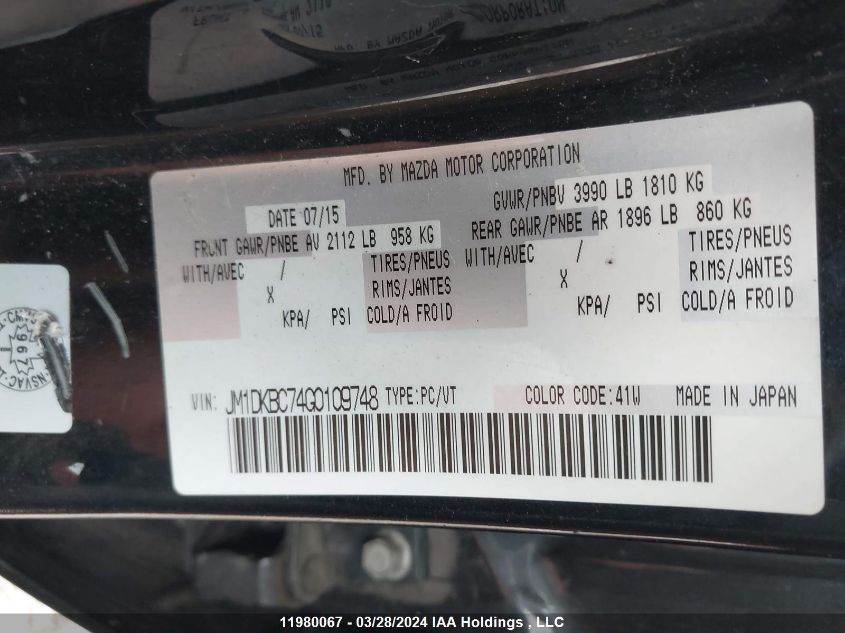 MFD. BY MAZDA MOTOR CORPORATION
DATE 07/15 GVWR/PNBV 3990 LB 1810 KG
FRONT GAWR/PNBE AV 2112 LB 958 KG REAR GAWR/PNBE AR 1896 LB 860 KG
WITH/AVEC / TIRES/PNEUS WITH/AVEC / TIRES/PNEUS
X RIMS/JANTES X RIMS/JANTES
KPA/ PSI COLD/A FROID KPA/ PSI COLD/A FROID
VIN: JM1DKBC74G0109748 TYPE:PC/VT COLOR CODE:41W MADE IN JAPAN
967
11980067 - 03/28/2024 IAA Holdings , LLC